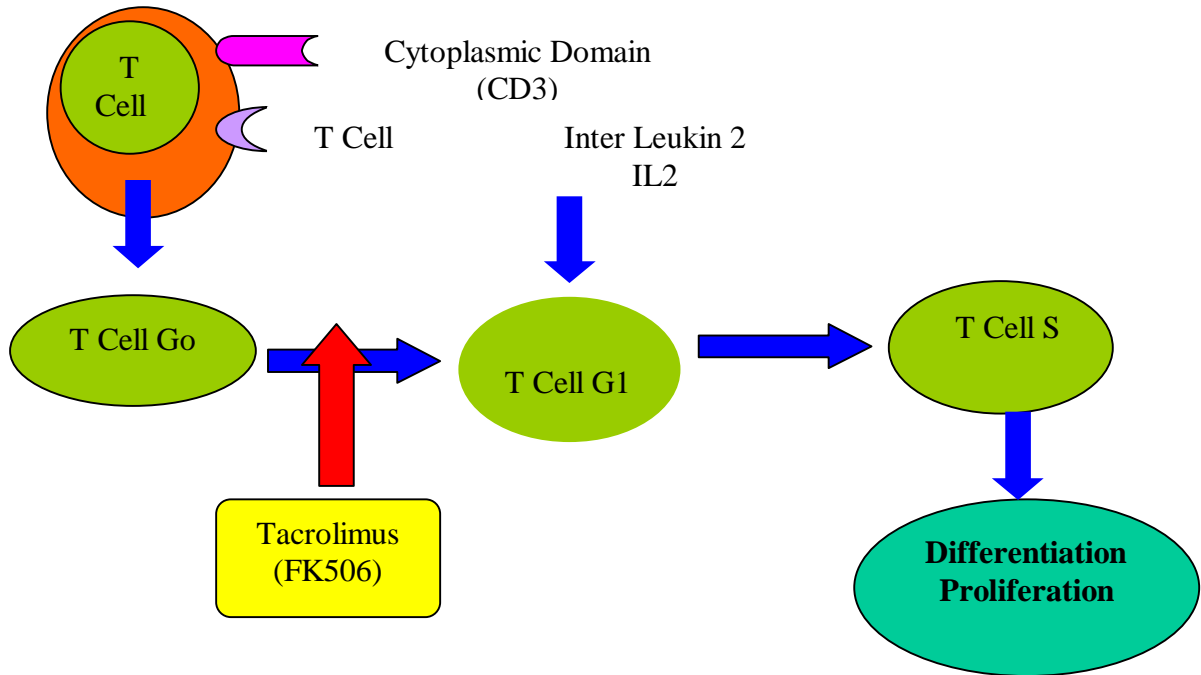 T
Cell
Cytoplasmic Domain
(CD3)
T Cell
Inter Leukin 2
IL2
T Cell Go
T Cell G1
T Cell S
Tacrolimus
(FK506)
Differentiation
Proliferation